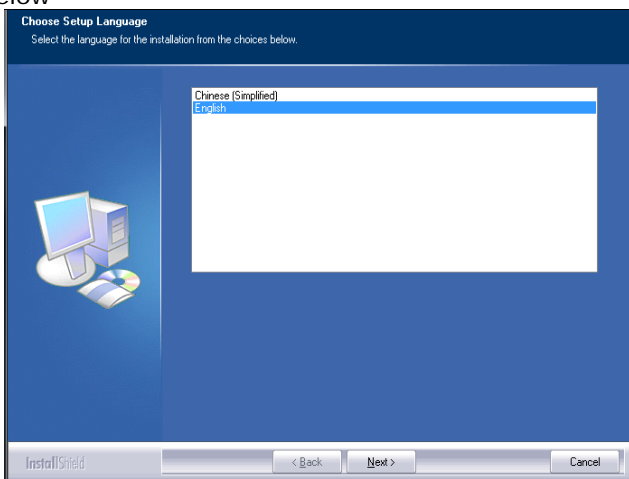 elow
Choose Setup Language
Select the language for the installation from the choices below.
Chinese (Simplified)
English
InstallShield
< Back
Next >
Cancel